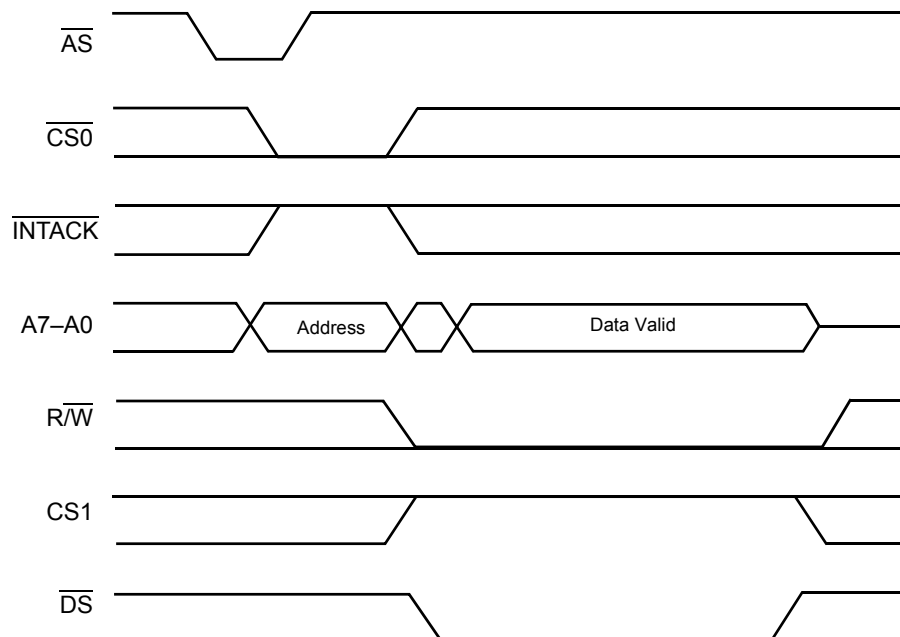 AS
CS0
INTACK
A7–A0 Address Data Valid
R/W
CS1
DS